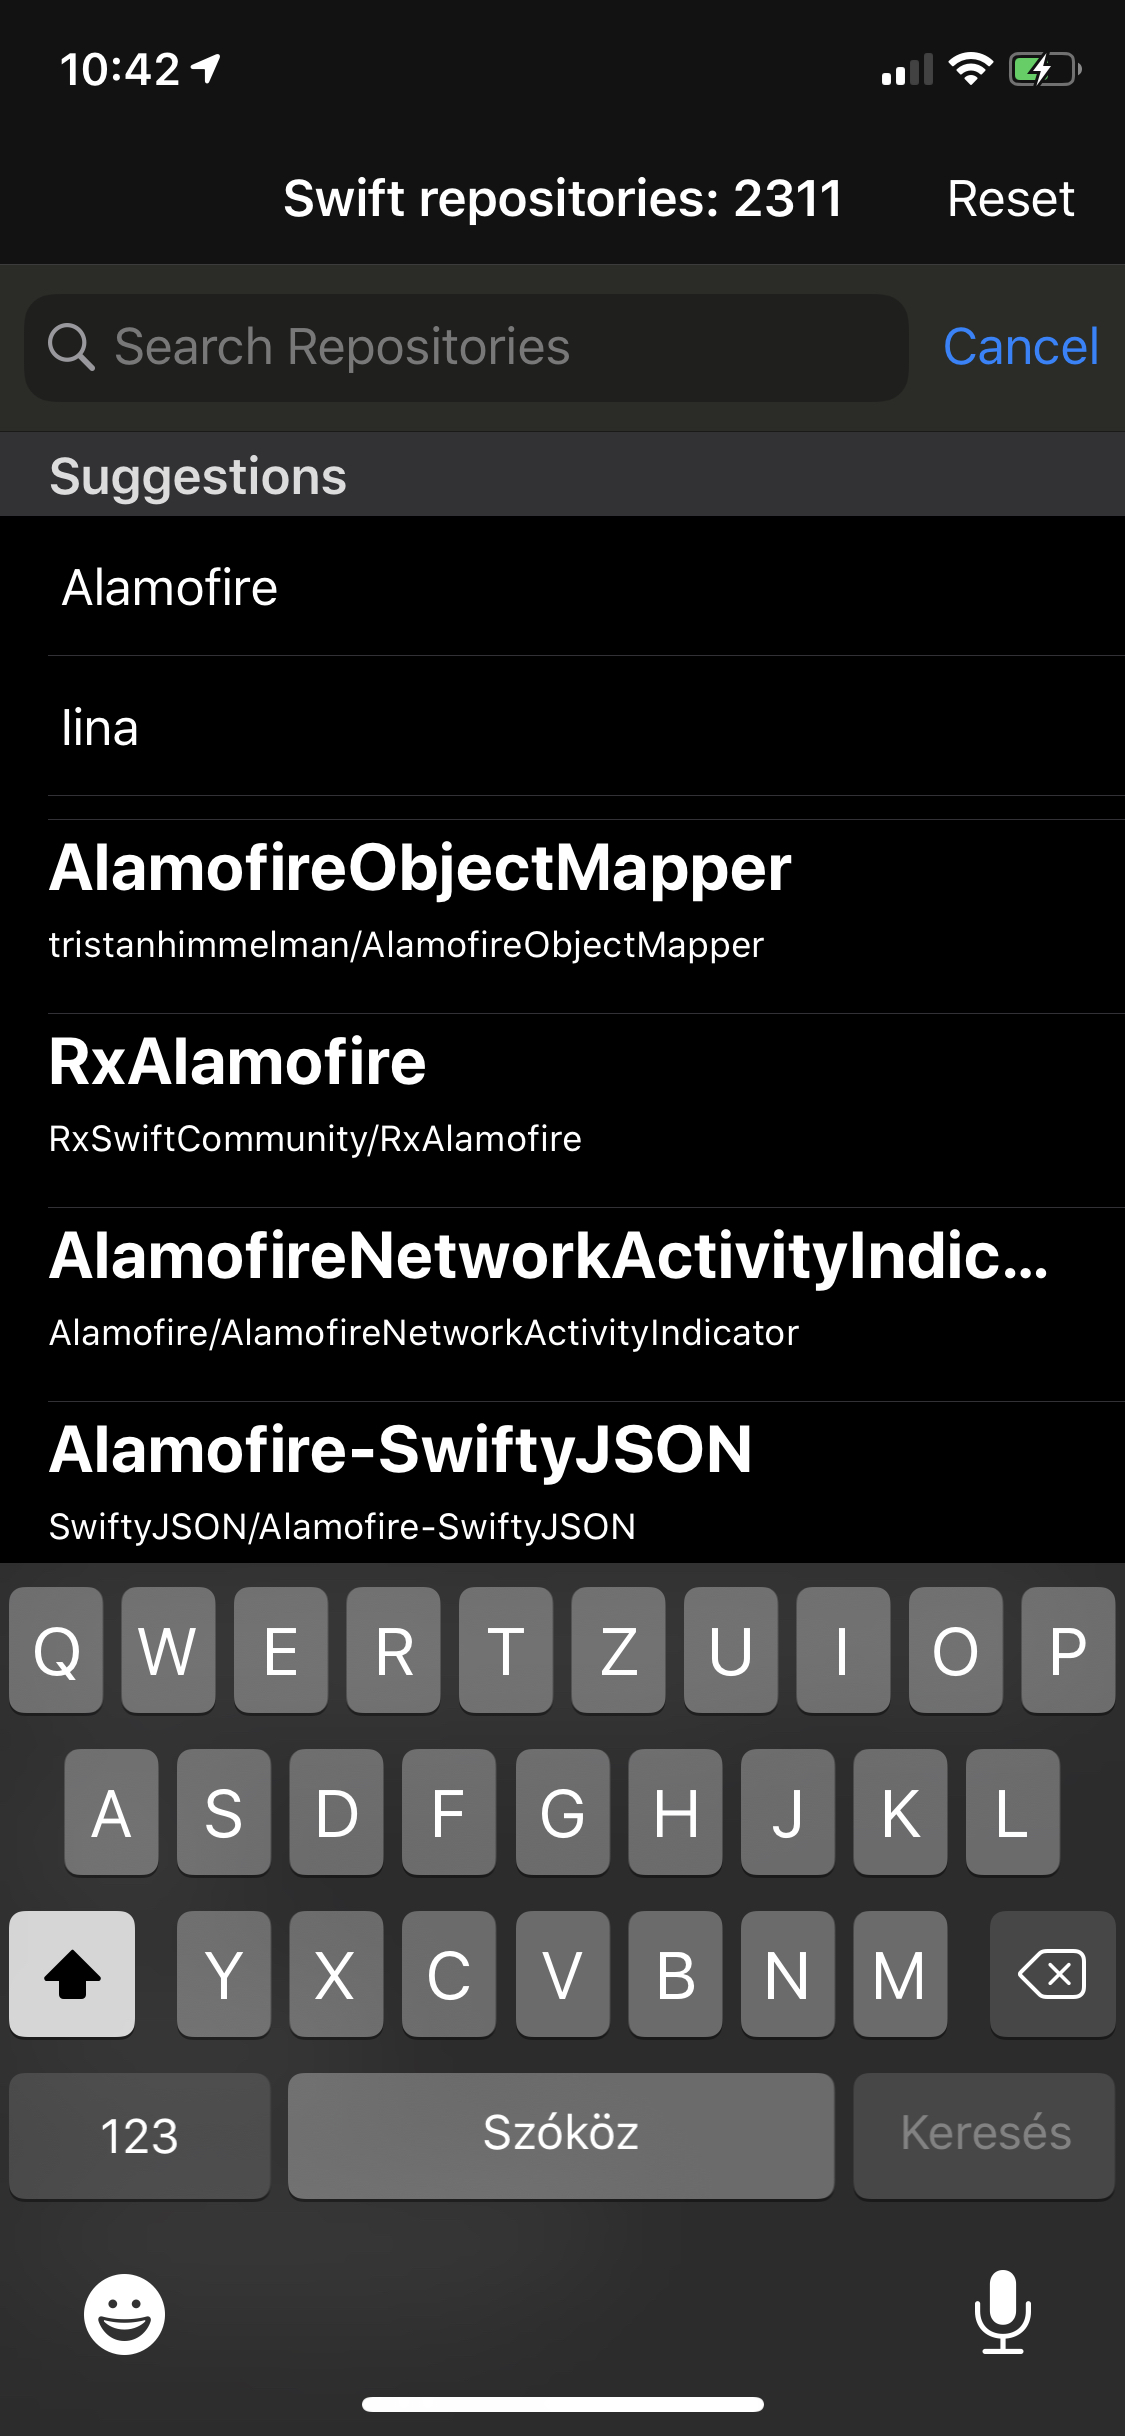 10:42
Swift repositories: 2311
Reset
Search Repositories
Cancel
Suggestions
Alamofire
lina
AlamofireObjectMapper
tristanhimmelman/AlamofireObjectMapper
RxAlamofire
RxSwiftCommunity/RxAlamofire
AlamofireNetworkActivityIndic...
Alamofire/AlamofireNetworkActivityIndicator
Alamofire-SwiftyJSON
SwiftyJSON/Alamofire-SwiftyJSON
Q W E R T Z U I O P
A S D F G H J K L
Y X C V B N M
123 Szóköz Keresés